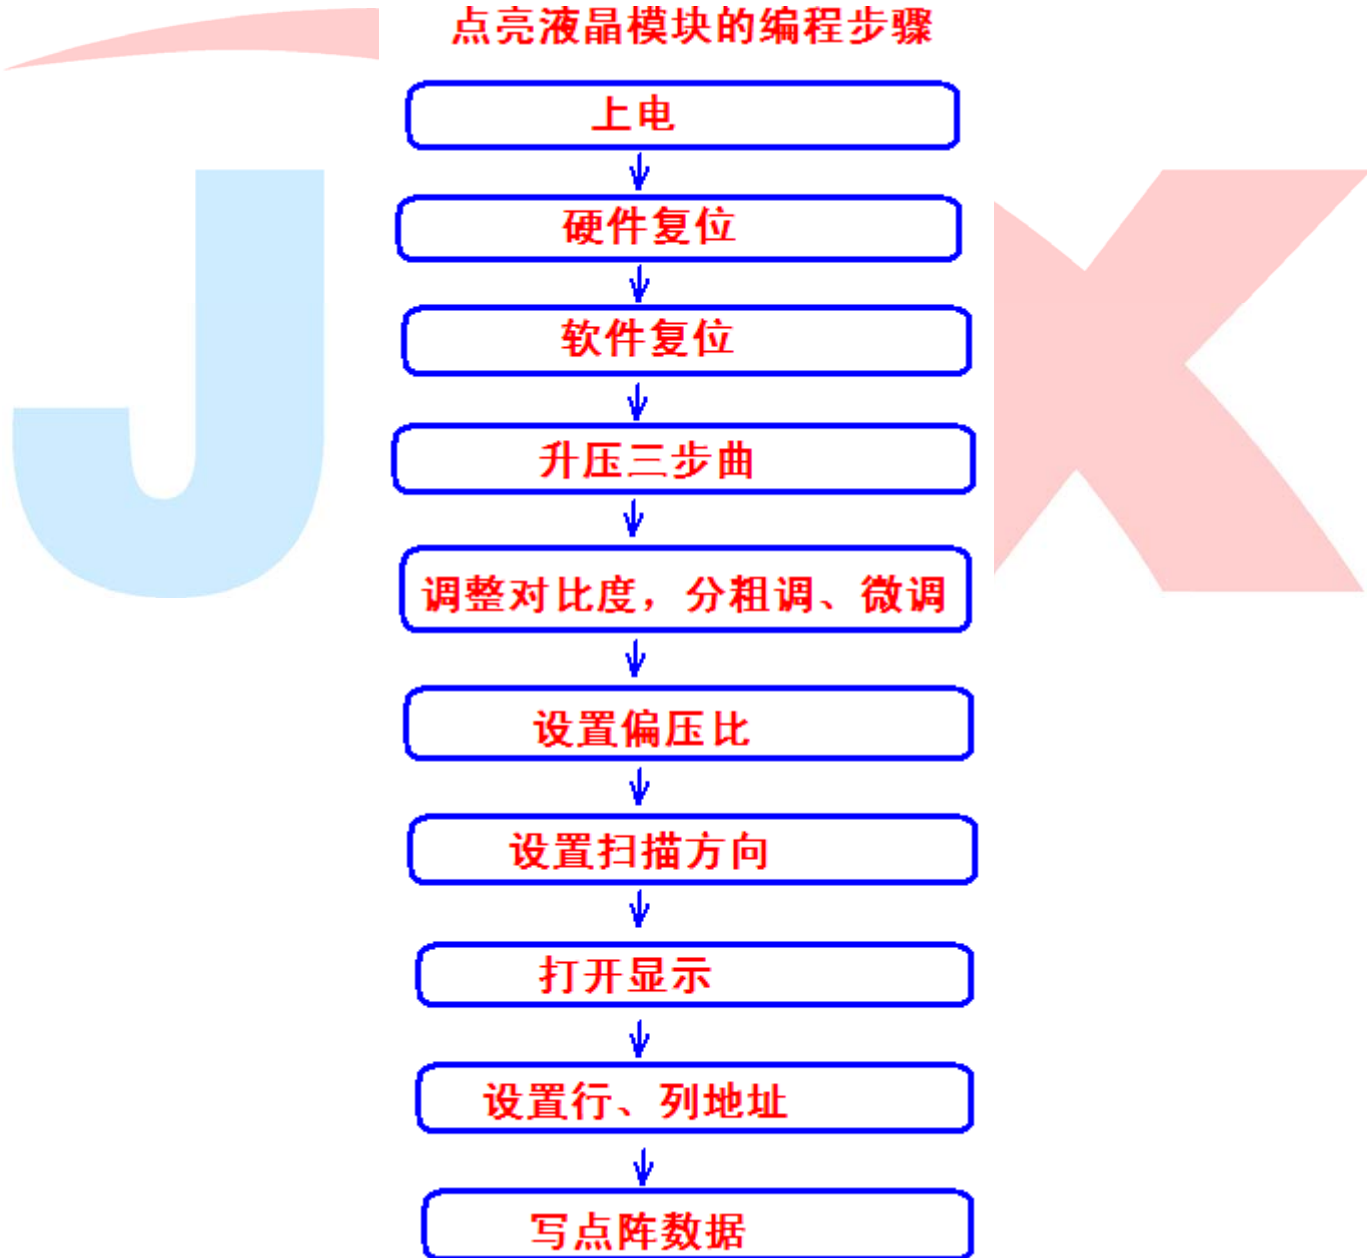 点亮液晶模块的编程步骤
上电
硬件复位
软件复位
升压三步曲
调整对比度，分粗调、微调
设置偏压比
设置扫描方向
打开显示
设置行、列地址
写点阵数据